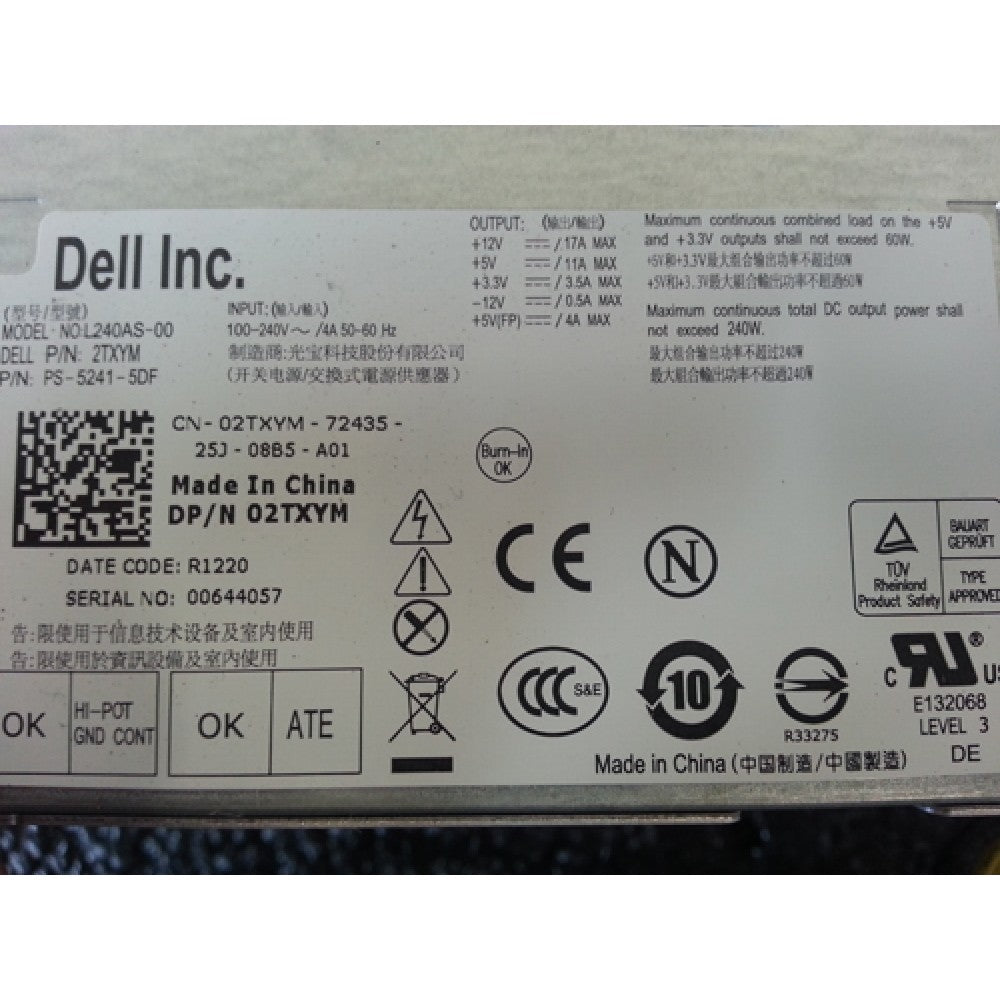 Dell Inc.
(型号/型號)
MODEL NO:L240AS-00
DELL P/N: 2TXYM
P/N: PS-5241-5DF
INPUT: (输入/輸入)
100-240V～ /4A 50-60 Hz
制造商:光宝科技股份有限公司
(开关电源/交換式電源供應器)
OUTPUT: (输出/輸出)
+12V ⎓ / 17A MAX
+5V ⎓ / 11A MAX
+3.3V ⎓ / 3.5A MAX
-12V ⎓ / 0.5A MAX
+5V(FP) ⎓ / 4A MAX
Maximum continuous combined load on the +5V
and +3.3V outputs shall not exceed 60W.
+5V和+3.3V最大组合输出功率不超过60W
+5V和+3.3V最大組合輸出功率不超過60W
Maximum continuous total DC output power shall
not exceed 240W.
最大组合输出功率不超过240W
最大組合輸出功率不超過240W
CN-02TXYM-72435-
25J-08B5-A01
Made In China
DP/N 02TXYM
DATE CODE: R1220
SERIAL NO: 00644057
告:限使用于信息技术设备及室内使用
告:限使用於資訊設備及室內使用
OK
HI-POT
GND CONT
OK
ATE
Burn-In
OK
CE
N
TÜV
Rheinland
Product Safety
BAUART
GEPRÜFT
TYPE
APPROVED
CCC S&E
10
R33275
C RU ® US
E132068
LEVEL 3
DE
Made in China (中国制造/中國製造)